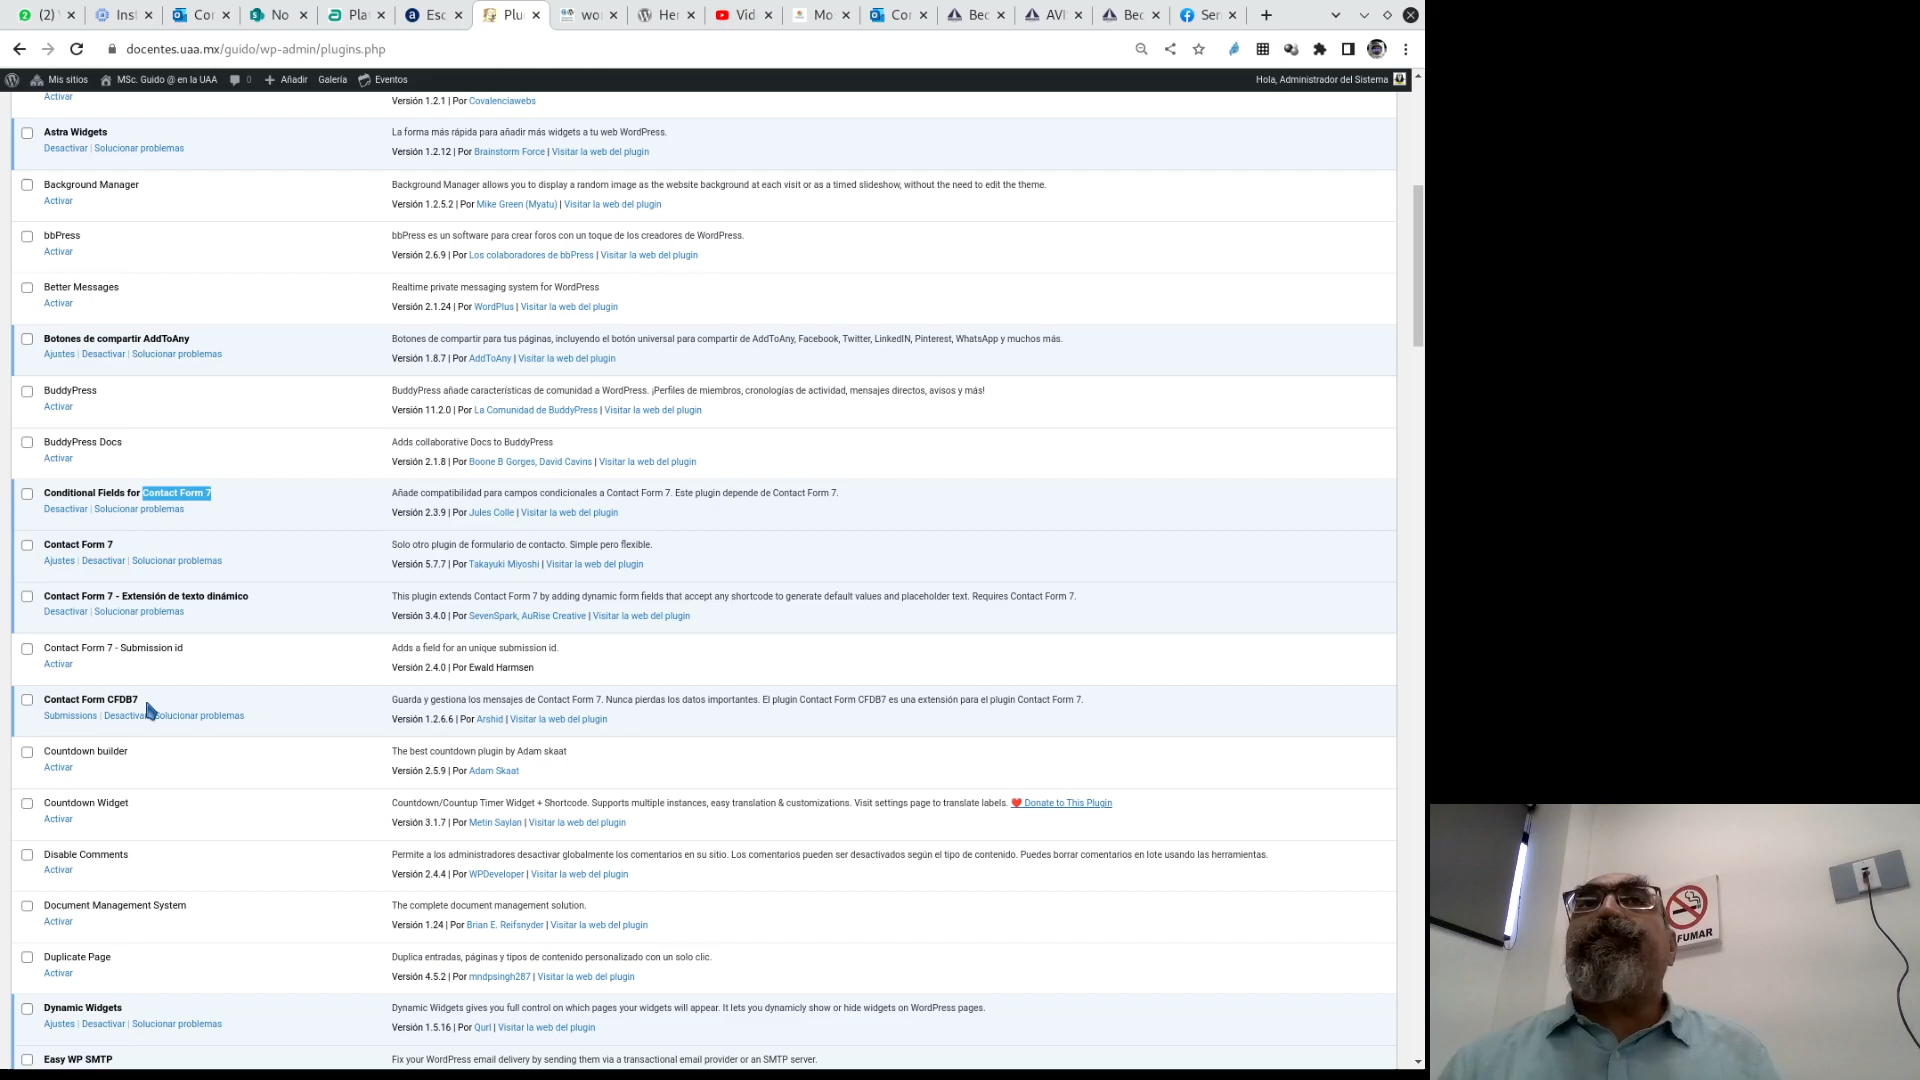 (2)
Inst
Cor
No
Plat
Esc
Plu
wor
Her
Vid
Mo
Cor
Bec
AVI
Bec
Ser
docentes.uaa.mx/guido/wp-admin/plugins.php
Mis sitios
MSc. Guido @ en la UAA
0
Añadir
Galería
Eventos
Hola, Administrador del Sistema
Activar
Versión 1.2.1 | Por Covalenciawebs
Astra Widgets
La forma más rápida para añadir más widgets a tu web WordPress.
Desactivar | Solucionar problemas
Versión 1.2.12 | Por Brainstorm Force | Visitar la web del plugin
Background Manager
Background Manager allows you to display a random image as the website background at each visit or as a timed slideshow, without the need to edit the theme.
Activar
Versión 1.2.5.2 | Por Mike Green (Myatu) | Visitar la web del plugin
bbPress
bbPress es un software para crear foros con un toque de los creadores de WordPress.
Activar
Versión 2.6.9 | Por Los colaboradores de bbPress | Visitar la web del plugin
Better Messages
Realtime private messaging system for WordPress
Activar
Versión 2.1.24 | Por WordPlus | Visitar la web del plugin
Botones de compartir AddToAny
Botones de compartir para tus páginas, incluyendo el botón universal para compartir de AddToAny, Facebook, Twitter, LinkedIN, Pinterest, WhatsApp y muchos más.
Ajustes | Desactivar | Solucionar problemas
Versión 1.8.7 | Por AddToAny | Visitar la web del plugin
BuddyPress
BuddyPress añade características de comunidad a WordPress. ¡Perfiles de miembros, cronologías de actividad, mensajes directos, avisos y más!
Activar
Versión 11.2.0 | Por La Comunidad de BuddyPress | Visitar la web del plugin
BuddyPress Docs
Adds collaborative Docs to BuddyPress
Activar
Versión 2.1.8 | Por Boone B Gorges, David Cavins | Visitar la web del plugin
Conditional Fields for Contact Form 7
Añade compatibilidad para campos condicionales a Contact Form 7. Este plugin depende de Contact Form 7.
Desactivar | Solucionar problemas
Versión 2.3.9 | Por Jules Colle | Visitar la web del plugin
Contact Form 7
Solo otro plugin de formulario de contacto. Simple pero flexible.
Ajustes | Desactivar | Solucionar problemas
Versión 5.7.7 | Por Takayuki Miyoshi | Visitar la web del plugin
Contact Form 7 - Extensión de texto dinámico
This plugin extends Contact Form 7 by adding dynamic form fields that accept any shortcode to generate default values and placeholder text. Requires Contact Form 7.
Desactivar | Solucionar problemas
Versión 3.4.0 | Por SevenSpark, AuRise Creative | Visitar la web del plugin
Contact Form 7 - Submission id
Adds a field for an unique submission id.
Activar
Versión 2.4.0 | Por Ewald Harmsen
Contact Form CFDB7
Guarda y gestiona los mensajes de Contact Form 7. Nunca pierdas los datos importantes. El plugin Contact Form CFDB7 es una extensión para el plugin Contact Form 7.
Submissions | Desactivar Solucionar problemas
Versión 1.2.6.6 | Por Arshid | Visitar la web del plugin
Countdown builder
The best countdown plugin by Adam skaat
Activar
Versión 2.5.9 | Por Adam Skaat
Countdown Widget
Countdown/Countup Timer Widget + Shortcode. Supports multiple instances, easy translation & customizations. Visit settings page to translate labels. ❤️ Donate to This Plugin
Activar
Versión 3.1.7 | Por Metin Saylan | Visitar la web del plugin
Disable Comments
Permite a los administradores desactivar globalmente los comentarios en su sitio. Los comentarios pueden ser desactivados según el tipo de contenido. Puedes borrar comentarios en lote usando las herramientas.
Activar
Versión 2.4.4 | Por WPDeveloper | Visitar la web del plugin
Document Management System
The complete document management solution.
Activar
Versión 1.24 | Por Brian E. Reifsnyder | Visitar la web del plugin
Duplicate Page
Duplica entradas, páginas y tipos de contenido personalizado con un solo clic.
Activar
Versión 4.5.2 | Por mndpsingh287 | Visitar la web del plugin
Dynamic Widgets
Dynamic Widgets gives you full control on which pages your widgets will appear. It lets you dynamicly show or hide widgets on WordPress pages.
Ajustes | Desactivar | Solucionar problemas
Versión 1.5.16 | Por Qurl | Visitar la web del plugin
Easy WP SMTP
Fix your WordPress email delivery by sending them via a transactional email provider or an SMTP server.
FUMAR